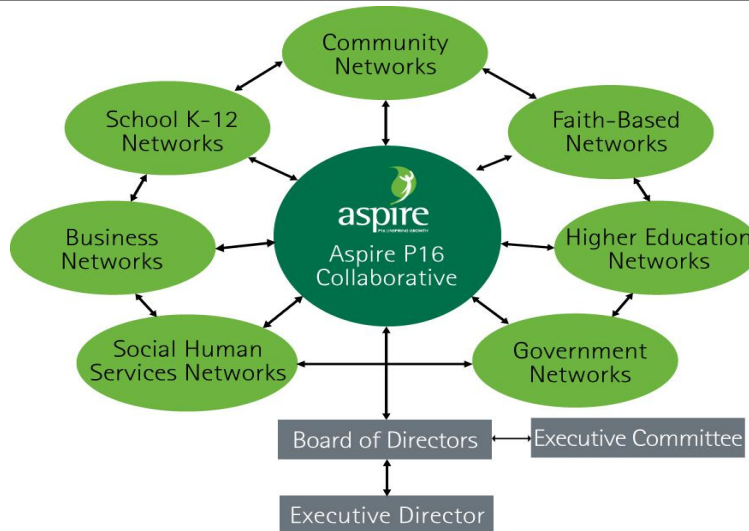 Community
Networks
School K-12
Networks
Faith-Based
Networks
aspire
Aspire P16
Collaborative
Business
Networks
Higher Education
Networks
Social Human
Services Networks
Government
Networks
Board of Directors
Executive Committee
Executive Director